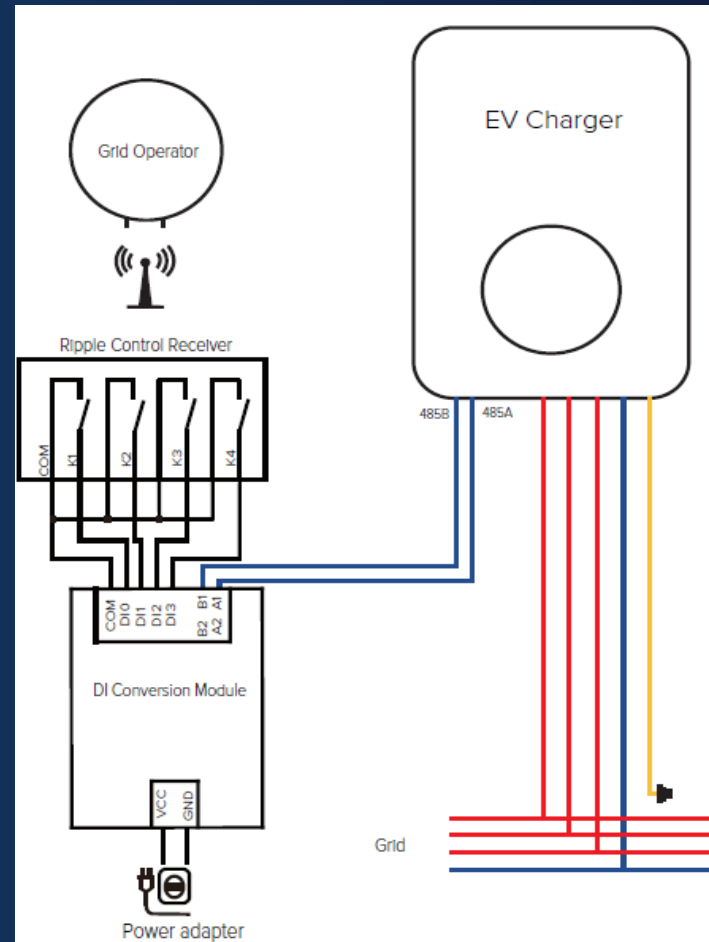 EV Charger
Grid Operator
Ripple Control Receiver
485B
485A
COM
K1
K2
K3
K4
COM
DI0
DI1
DI2
DI3
B1
A1
B2
A2
DI Conversion Module
VCC
GND
Grid
Power adapter